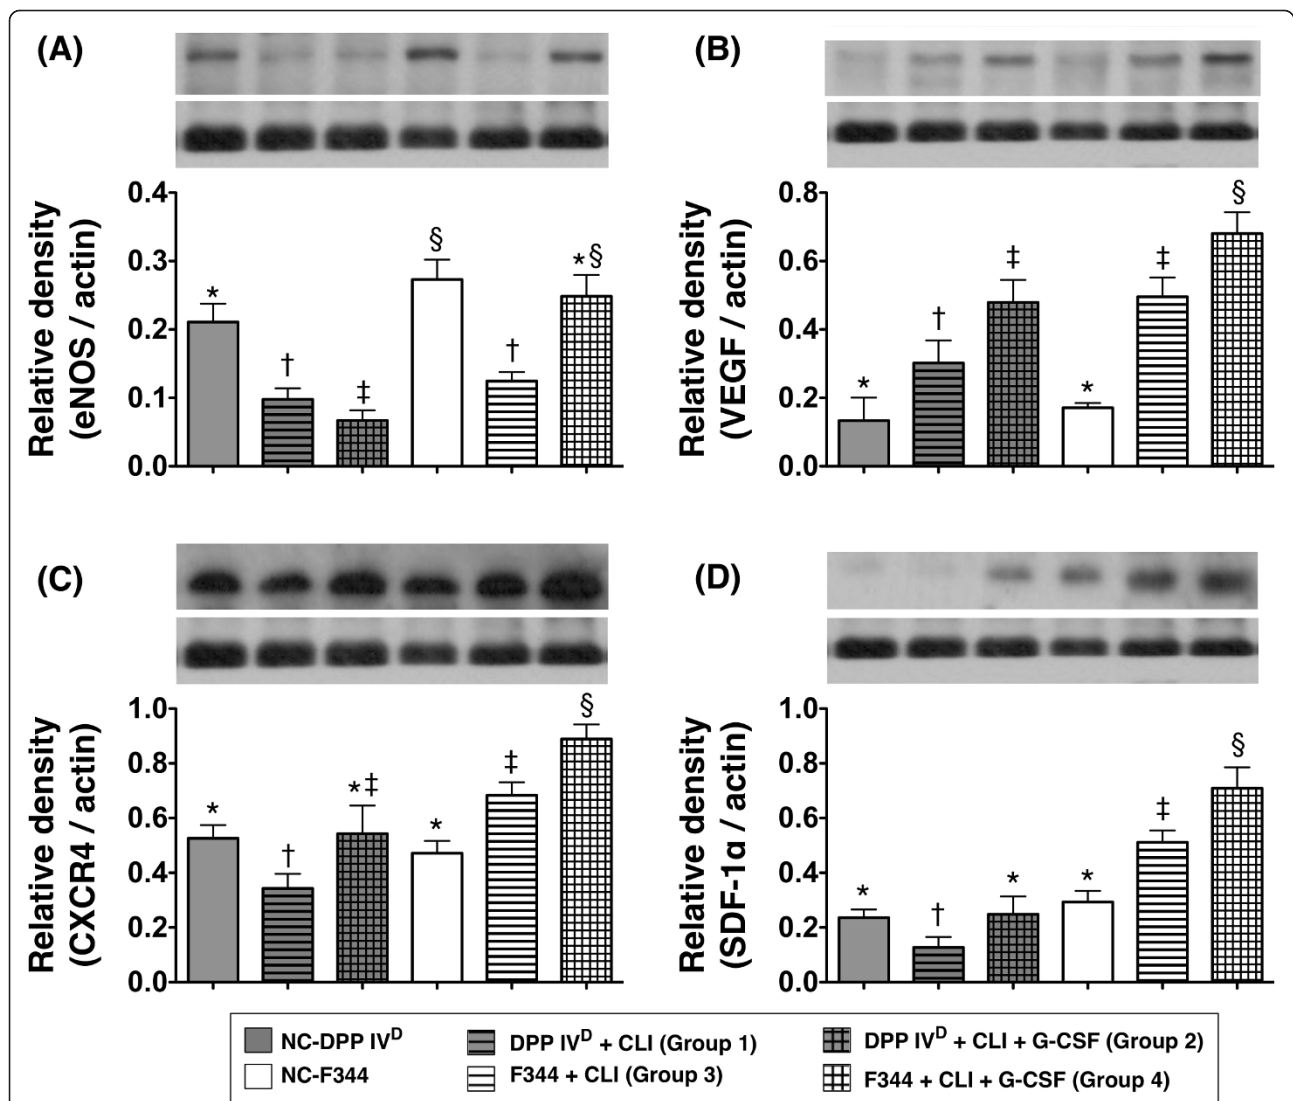 (A)
Relative density
(eNOS / actin)
0.4
0.3
0.2
0.1
0.0
*
†
‡
§
†
*§
(B)
Relative density
(VEGF / actin)
0.8
0.6
0.4
0.2
0.0
*
†
‡
*
‡
§
(C)
Relative density
(CXCR4 / actin)
1.0
0.8
0.6
0.4
0.2
0.0
*
†
*‡
*
‡
§
(D)
Relative density
(SDF-1α / actin)
1.0
0.8
0.6
0.4
0.2
0.0
*
†
*
*
‡
§
NC-DPP IVᴰ
DPP IVᴰ + CLI (Group 1)
DPP IVᴰ + CLI + G-CSF (Group 2)
NC-F344
F344 + CLI (Group 3)
F344 + CLI + G-CSF (Group 4)